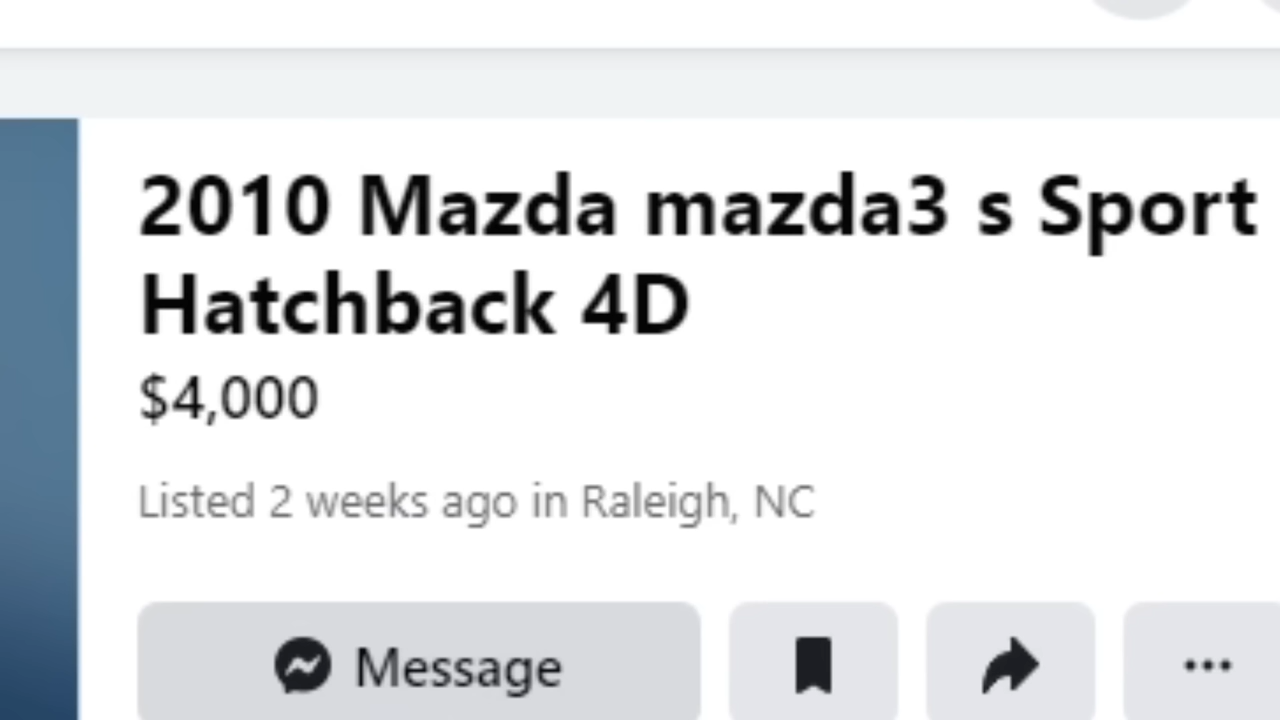 2010 Mazda mazda3 s Sport
Hatchback 4D
$4,000
Listed 2 weeks ago in Raleigh, NC
Message